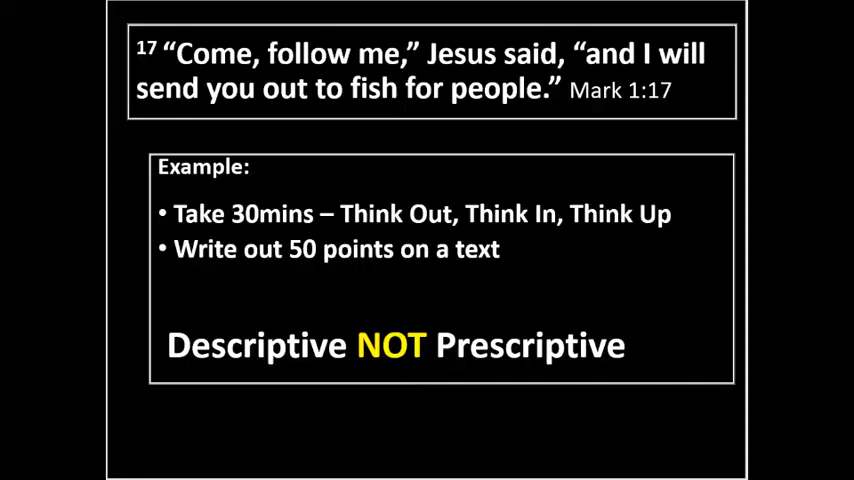 17 “Come, follow me,” Jesus said, “and I will
send you out to fish for people.” Mark 1:17
Example:
• Take 30mins – Think Out, Think In, Think Up
• Write out 50 points on a text
Descriptive NOT Prescriptive